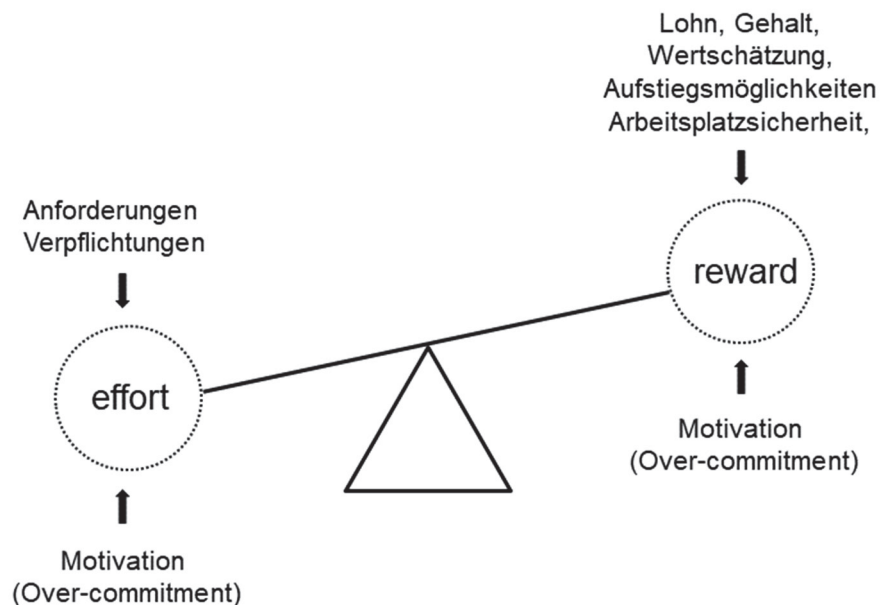 Lohn, Gehalt,
Wertschätzung,
Aufstiegsmöglichkeiten
Arbeitsplatzsicherheit,
Anforderungen
Verpflichtungen
reward
effort
Motivation
(Over-commitment)
Motivation
(Over-commitment)